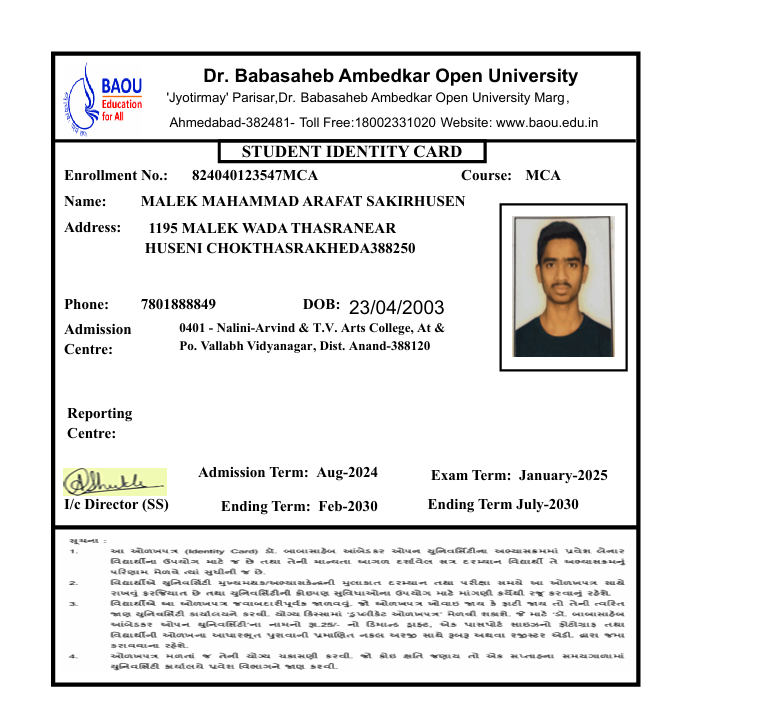 BAOU
Education
for All
Dr. Babasaheb Ambedkar Open University
'Jyotirmay' Parisar,Dr. Babasaheb Ambedkar Open University Marg,
Ahmedabad-382481- Toll Free:18002331020 Website: www.baou.edu.in
STUDENT IDENTITY CARD
Enrollment No.: 824040123547MCA Course: MCA
Name: MALEK MAHAMMAD ARAFAT SAKIRHUSEN
Address: 1195 MALEK WADA THASRANEAR
HUSENI CHOKTHASRAKHEDA388250
Phone: 7801888849 DOB: 23/04/2003
Admission Centre: 0401 - Nalini-Arvind & T.V. Arts College, At &
Po. Vallabh Vidyanagar, Dist. Anand-388120
Reporting
Centre:
Admission Term: Aug-2024 Exam Term: January-2025
I/c Director (SS) Ending Term: Feb-2030 Ending Term July-2030
સૂચના :
1. આ ઓળખપત્ર (Identity Card) ડૉ. બાબાસાહેબ આંબેડકર ઓપન યુનિવર્સિટીના અભ્યાસક્રમમાં પ્રવેશ લેનાર
વિદ્યાર્થીના ઉપયોગ માટે જ છે તથા તેની માન્યતા આગળ દર્શાવેલ સત્ર દરમ્યાન વિદ્યાર્થી તે અભ્યાસક્રમનું
પરિણામ મેળવે ત્યાં સુધીની જ છે.
2. વિદ્યાર્થીએ યુનિવર્સિટી મુખ્યમથક/અભ્યાસકેન્દ્રની મુલાકાત દરમ્યાન તથા પરીક્ષા સમયે આ ઓળખપત્ર સાથે
રાખવું ફરજિયાત છે તથા યુનિવર્સિટીની કોઇપણ સુવિધાઓના ઉપયોગ માટે માંગણી કર્યેથી રજૂ કરવાનું રહેશે.
3. વિદ્યાર્થીએ આ ઓળખપત્ર જવાબદારીપૂર્વક જાળવવું. જો ઓળખપત્ર ખોવાઇ જાય કે ફાટી જાય તો તેની ત્વરિત
જાણ યુનિવર્સિટી કાર્યાલયને કરવી. યોગ્ય કિસ્સામાં 'ડુપ્લીકેટ ઓળખપત્ર' મેળવી શકાશે. જે માટે 'ડૉ. બાબાસાહેબ
આંબેડકર ઓપન યુનિવર્સિટી'ના નામનો રૂા.૨૫/- નો ડિમાન્ડ ડ્રાફ્ટ, એક પાસપોર્ટ સાઇઝનો ફોટોગ્રાફ તથા
વિદ્યાર્થીની ઓળખના આધારભૂત પુરાવાની પ્રમાણિત નકલ અરજી સાથે રૂબરૂ અથવા રજીસ્ટર એડી. દ્વારા જમા
કરાવવાના રહેશે.
4. ઓળખપત્ર મળતાં જ તેની યોગ્ય ચકાસણી કરવી. જો કોઇ ક્ષતિ જણાય તો એક સપ્તાહના સમયગાળામાં
યુનિવર્સિટી કાર્યાલયે પ્રવેશ વિભાગને જાણ કરવી.